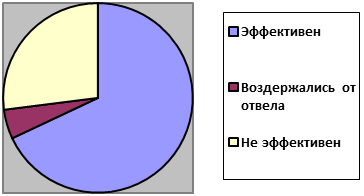 Эффективен
Воздержались от
отвела
Не эффективен